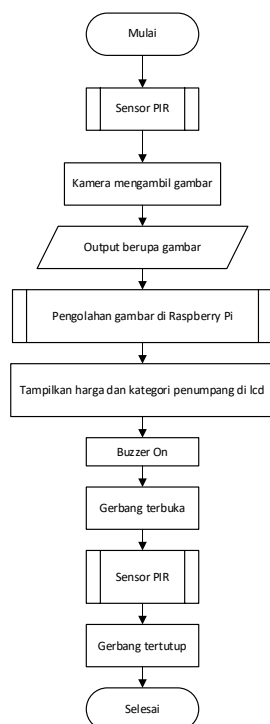 Mulai
Sensor PIR
Kamera mengambil gambar
Output berupa gambar
Pengolahan gambar di Raspberry Pi
Tampilkan harga dan kategori penumpang di lcd
Buzzer On
Gerbang terbuka
Sensor PIR
Gerbang tertutup
Selesai